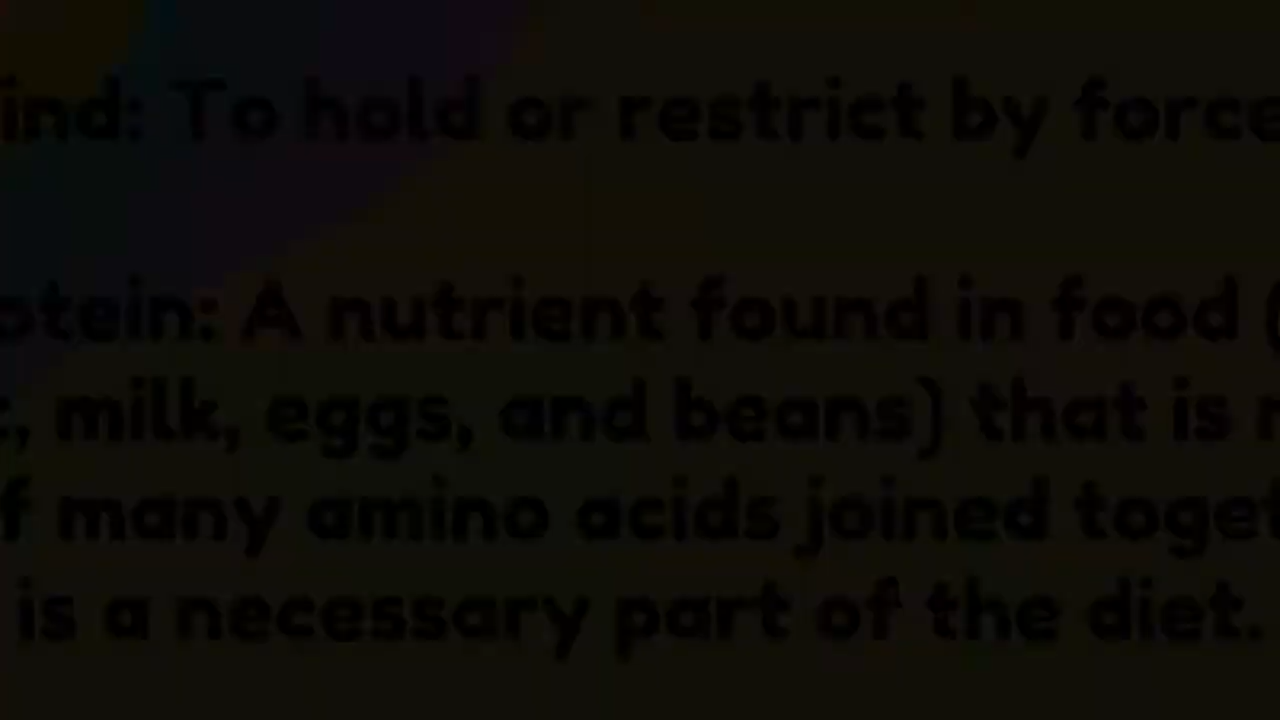 ind: To hold or restrict by force
otein: A nutrient found in food (
, milk, eggs, and beans) that is
f many amino acids joined toget
is a necessary part of the diet.